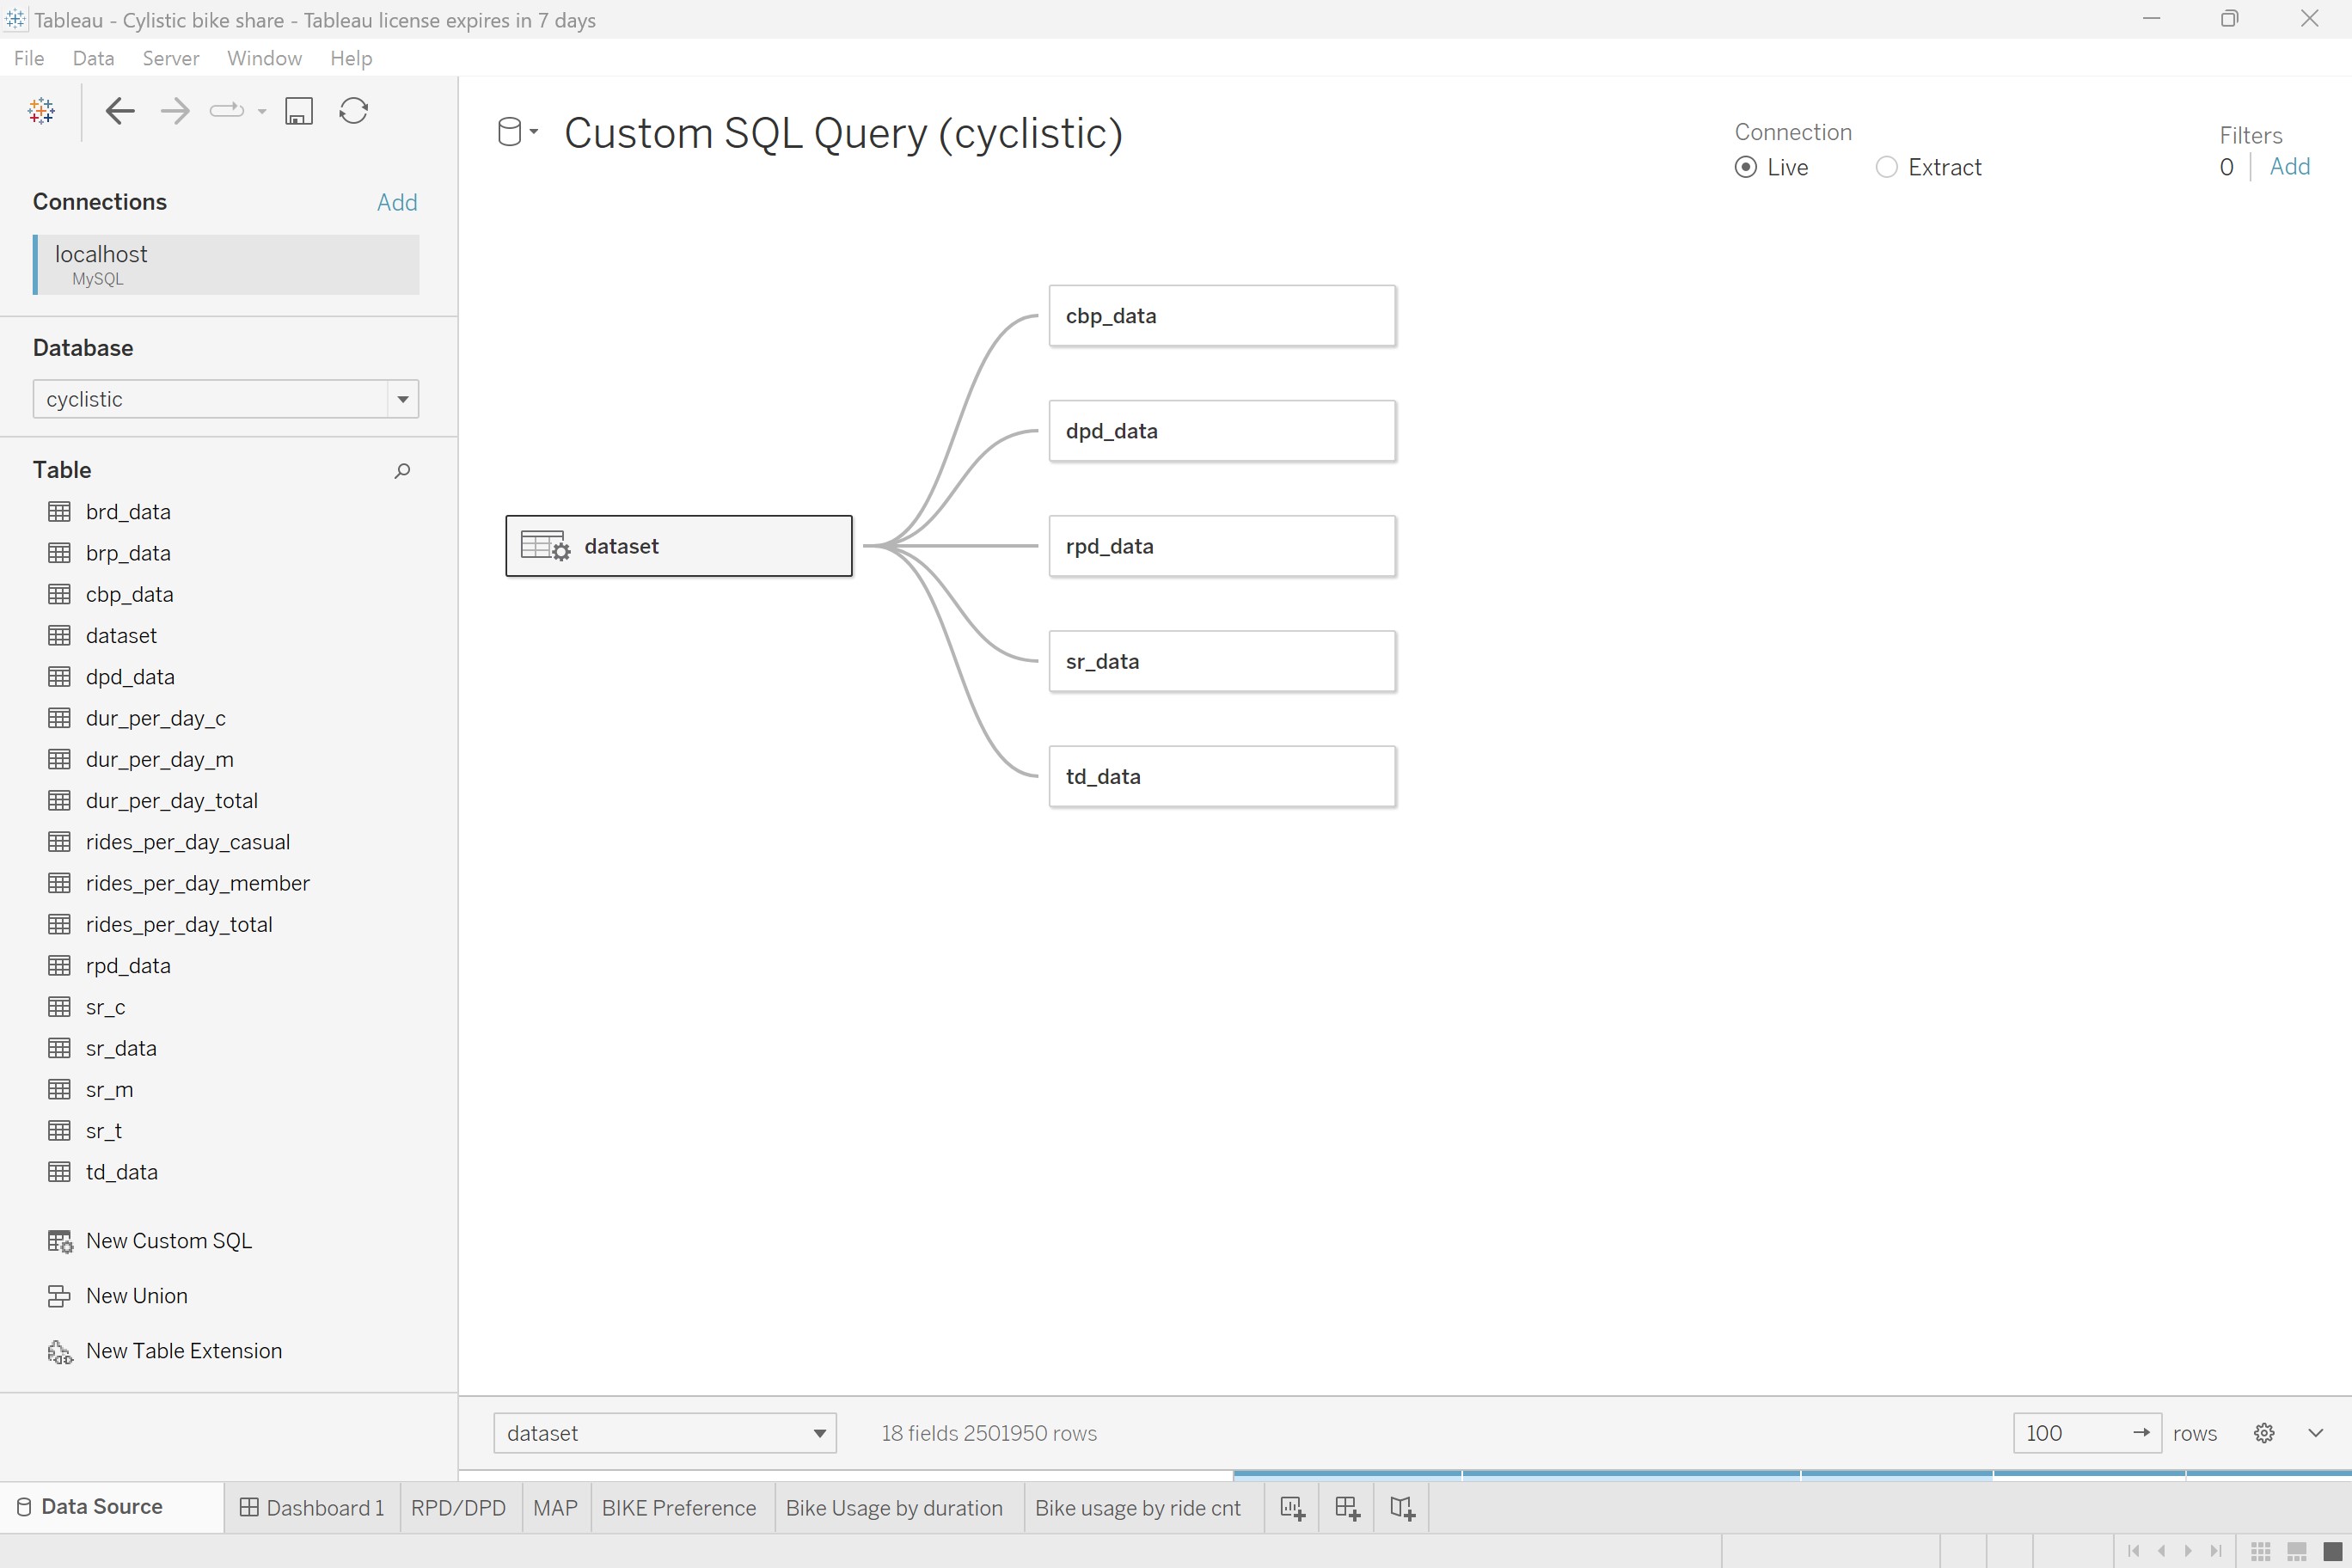 Tableau - Cylistic bike share - Tableau license expires in 7 days
File Data Server Window Help
Connections Add
localhost
MySQL
Database
cyclistic
Table
brd_data
brp_data
cbp_data
dataset
dpd_data
dur_per_day_c
dur_per_day_m
dur_per_day_total
rides_per_day_casual
rides_per_day_member
rides_per_day_total
rpd_data
sr_c
sr_data
sr_m
sr_t
td_data
New Custom SQL
New Union
New Table Extension
Custom SQL Query (cyclistic)
Connection
Live Extract
Filters
0 Add
dataset
cbp_data
dpd_data
rpd_data
sr_data
td_data
dataset 18 fields 2501950 rows 100 → rows
Data Source Dashboard 1 RPD/DPD MAP BIKE Preference Bike Usage by duration Bike usage by ride cnt